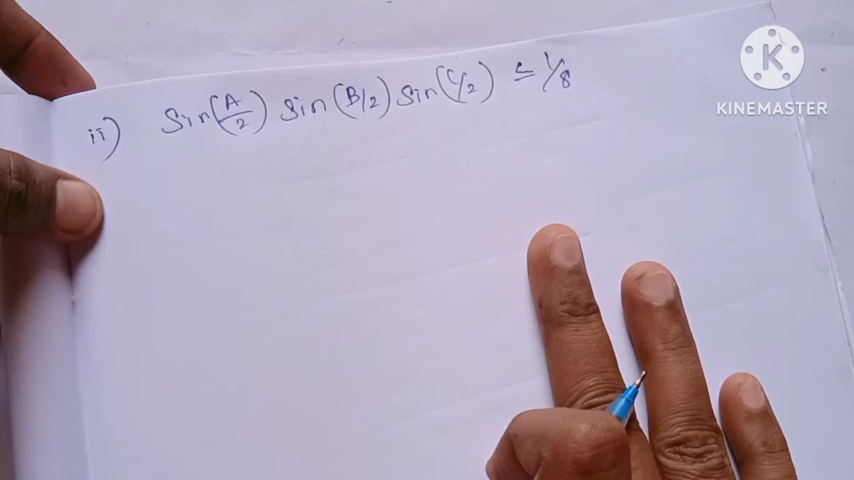 ii) Sin(A/2) Sin(B/2) Sin(C/2) ≤ 1/8
KINEMASTER